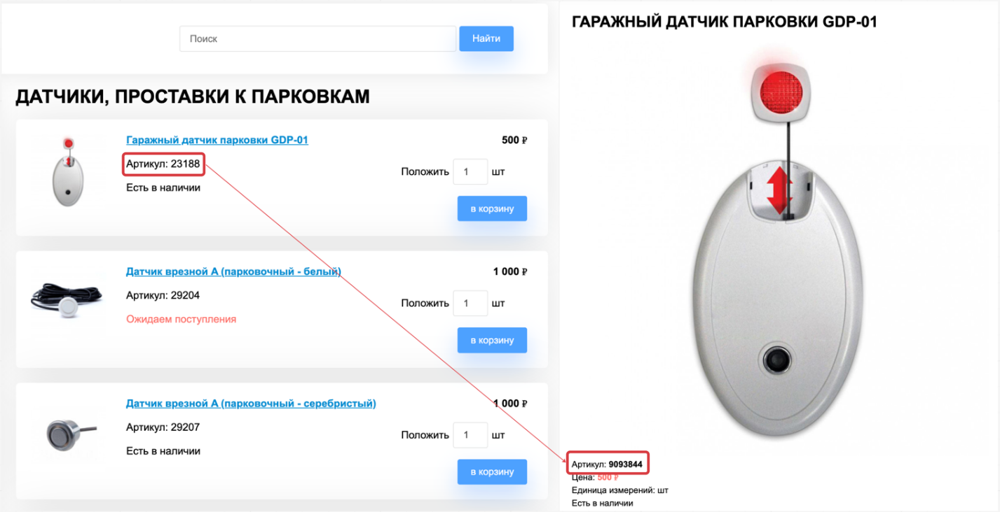 Поиск
Найти
ДАТЧИКИ, ПРОСТАВКИ К ПАРКОВКАМ
Гаражный датчик парковки GDP-01
500 ₽
Артикул: 23188
Положить 1 шт
Есть в наличии
в корзину
Датчик врезной А (парковочный - белый)
1 000 ₽
Артикул: 29204
Положить 1 шт
Ожидаем поступления
в корзину
Датчик врезной А (парковочный - серебристый)
1 000 ₽
Артикул: 29207
Положить 1 шт
Есть в наличии
в корзину
ГАРАЖНЫЙ ДАТЧИК ПАРКОВКИ GDP-01
Артикул: 9093844
Цена: 500 ₽
Единица измерений: шт
Есть в наличии